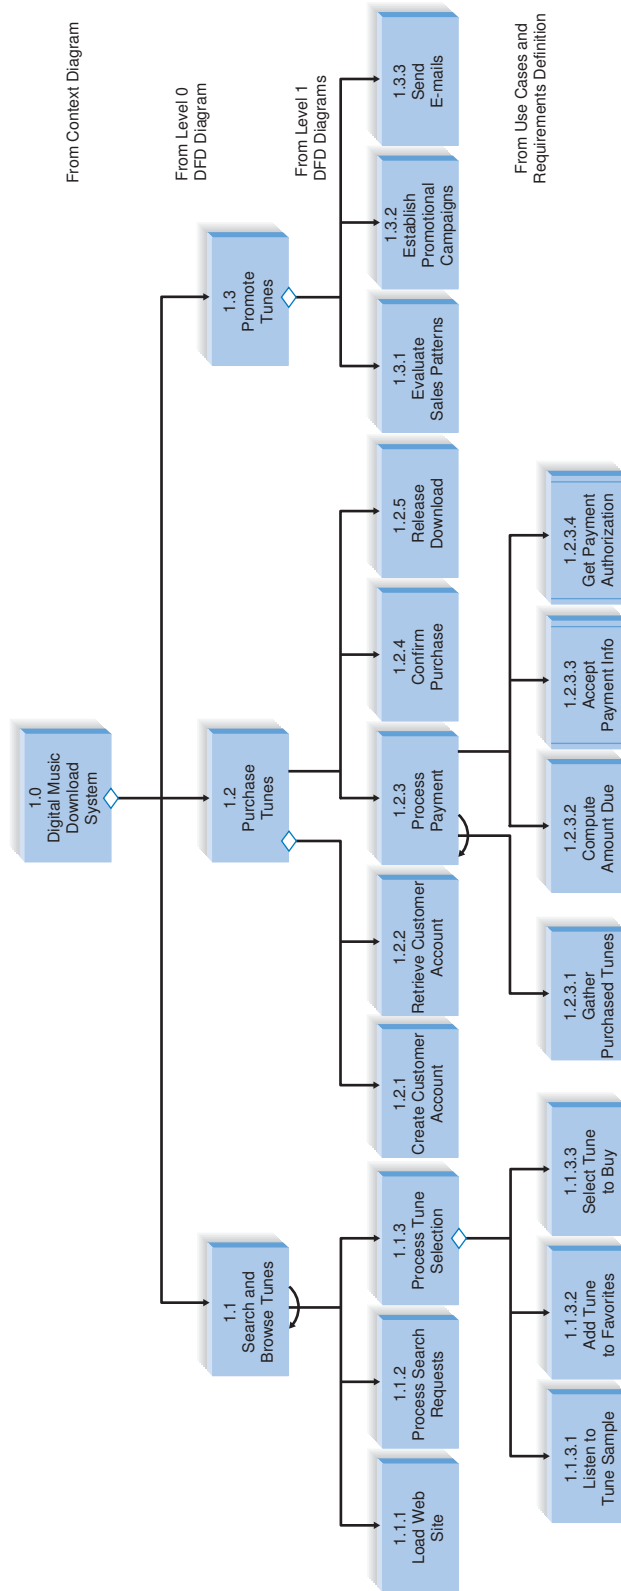 From Context Diagram
1.0
Digital Music
Download
System
From Level 0
DFD Diagram
1.1
Search and
Browse Tunes
1.2
Purchase
Tunes
1.3
Promote
Tunes
From Level 1
DFD Diagrams
1.1.1
Load Web
Site
1.1.2
Process Search
Requests
1.1.3
Process Tune
Selection
1.2.1
Create Customer
Account
1.2.2
Retrieve Customer
Account
1.2.3
Process
Payment
1.2.4
Confirm
Purchase
1.2.5
Release
Download
1.3.1
Evaluate
Sales Patterns
1.3.2
Establish
Promotional
Campaigns
1.3.3
Send
E-mails
From Use Cases and
Requirements Definition
1.1.3.1
Listen to
Tune Sample
1.1.3.2
Add Tune
to Favorites
1.1.3.3
Select Tune
to Buy
1.2.3.1
Gather
Purchased Tunes
1.2.3.2
Compute
Amount Due
1.2.3.3
Accept
Payment Info
1.2.3.4
Get Payment
Authorization